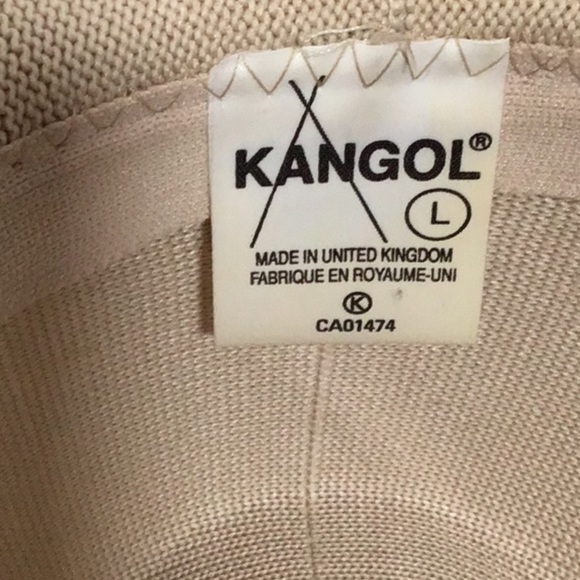 KANGOL®
L
MADE IN UNITED KINGDOM
FABRIQUE EN ROYAUME-UNI
K
CA01474